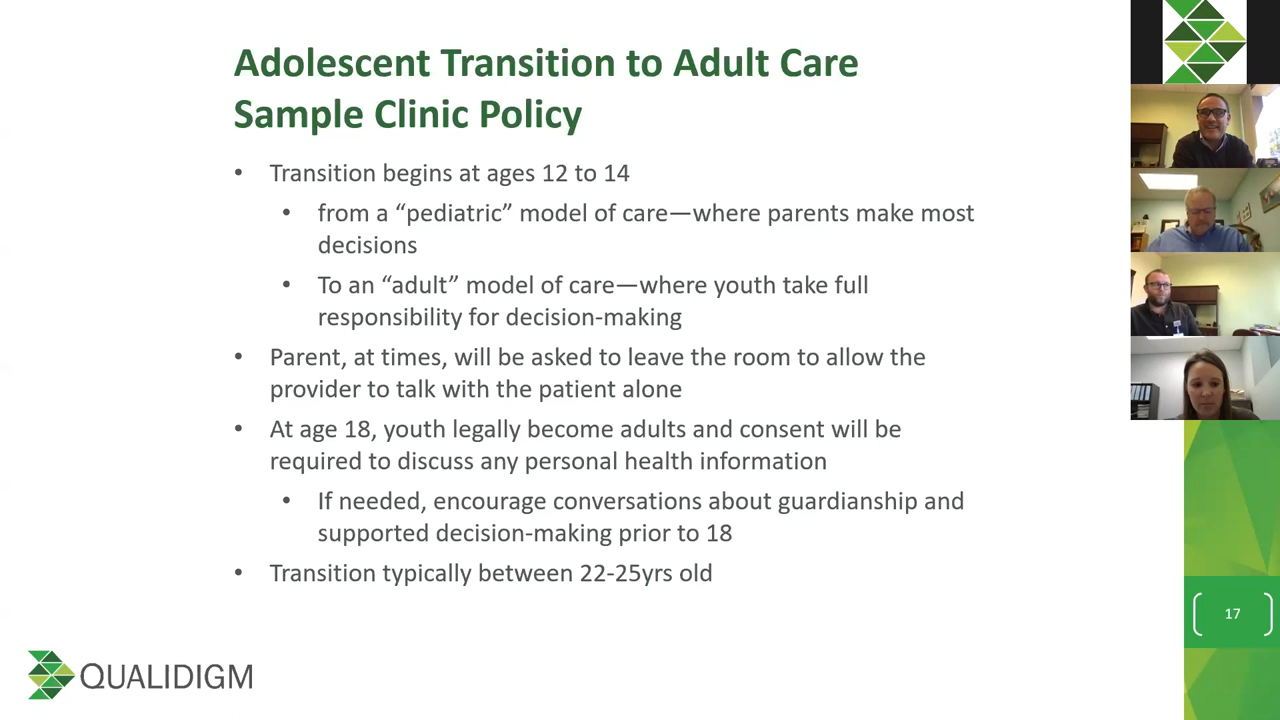 Adolescent Transition to Adult Care
Sample Clinic Policy
• Transition begins at ages 12 to 14
• from a “pediatric” model of care—where parents make most
decisions
• To an “adult” model of care—where youth take full
responsibility for decision-making
• Parent, at times, will be asked to leave the room to allow the
provider to talk with the patient alone
• At age 18, youth legally become adults and consent will be
required to discuss any personal health information
• If needed, encourage conversations about guardianship and
supported decision-making prior to 18
• Transition typically between 22-25yrs old
17
QUALIDIGM